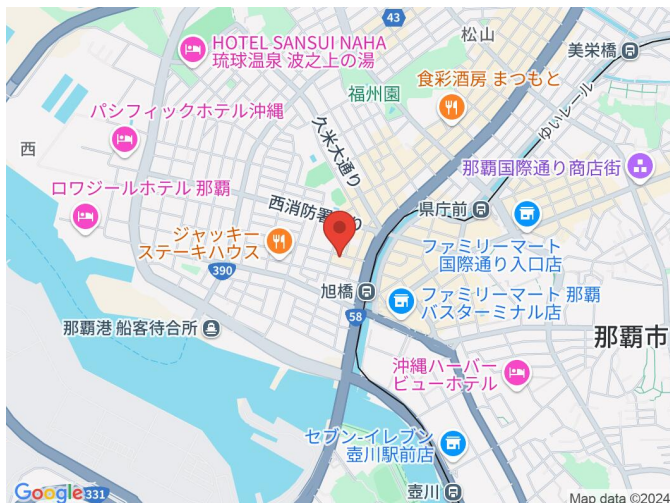 43
松山
HOTEL SANSUI NAHA
琉球温泉 波之上の湯
美栄橋
食彩酒房 まつもと
福州園
パシフィックホテル沖縄
久米大通り
ゆいレール
西
那覇国際通り商店街
ロワジールホテル 那覇
西消防署
り
県庁前
ジャッキー
ステーキハウス
ファミリーマート
国際通り入口店
390
旭橋
ファミリーマート 那覇
バスターミナル店
58
那覇港 船客待合所
那覇市
沖縄ハーバー
ビューホテル
セブン-イレブン
壺川駅前店
壺川
Google
331
Map data ©2024